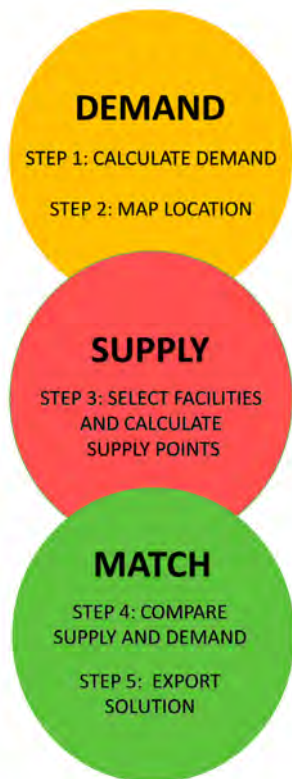 DEMAND
STEP 1: CALCULATE DEMAND
STEP 2: MAP LOCATION
SUPPLY
STEP 3: SELECT FACILITIES
AND CALCULATE
SUPPLY POINTS
MATCH
STEP 4: COMPARE
SUPPLY AND DEMAND
STEP 5: EXPORT
SOLUTION